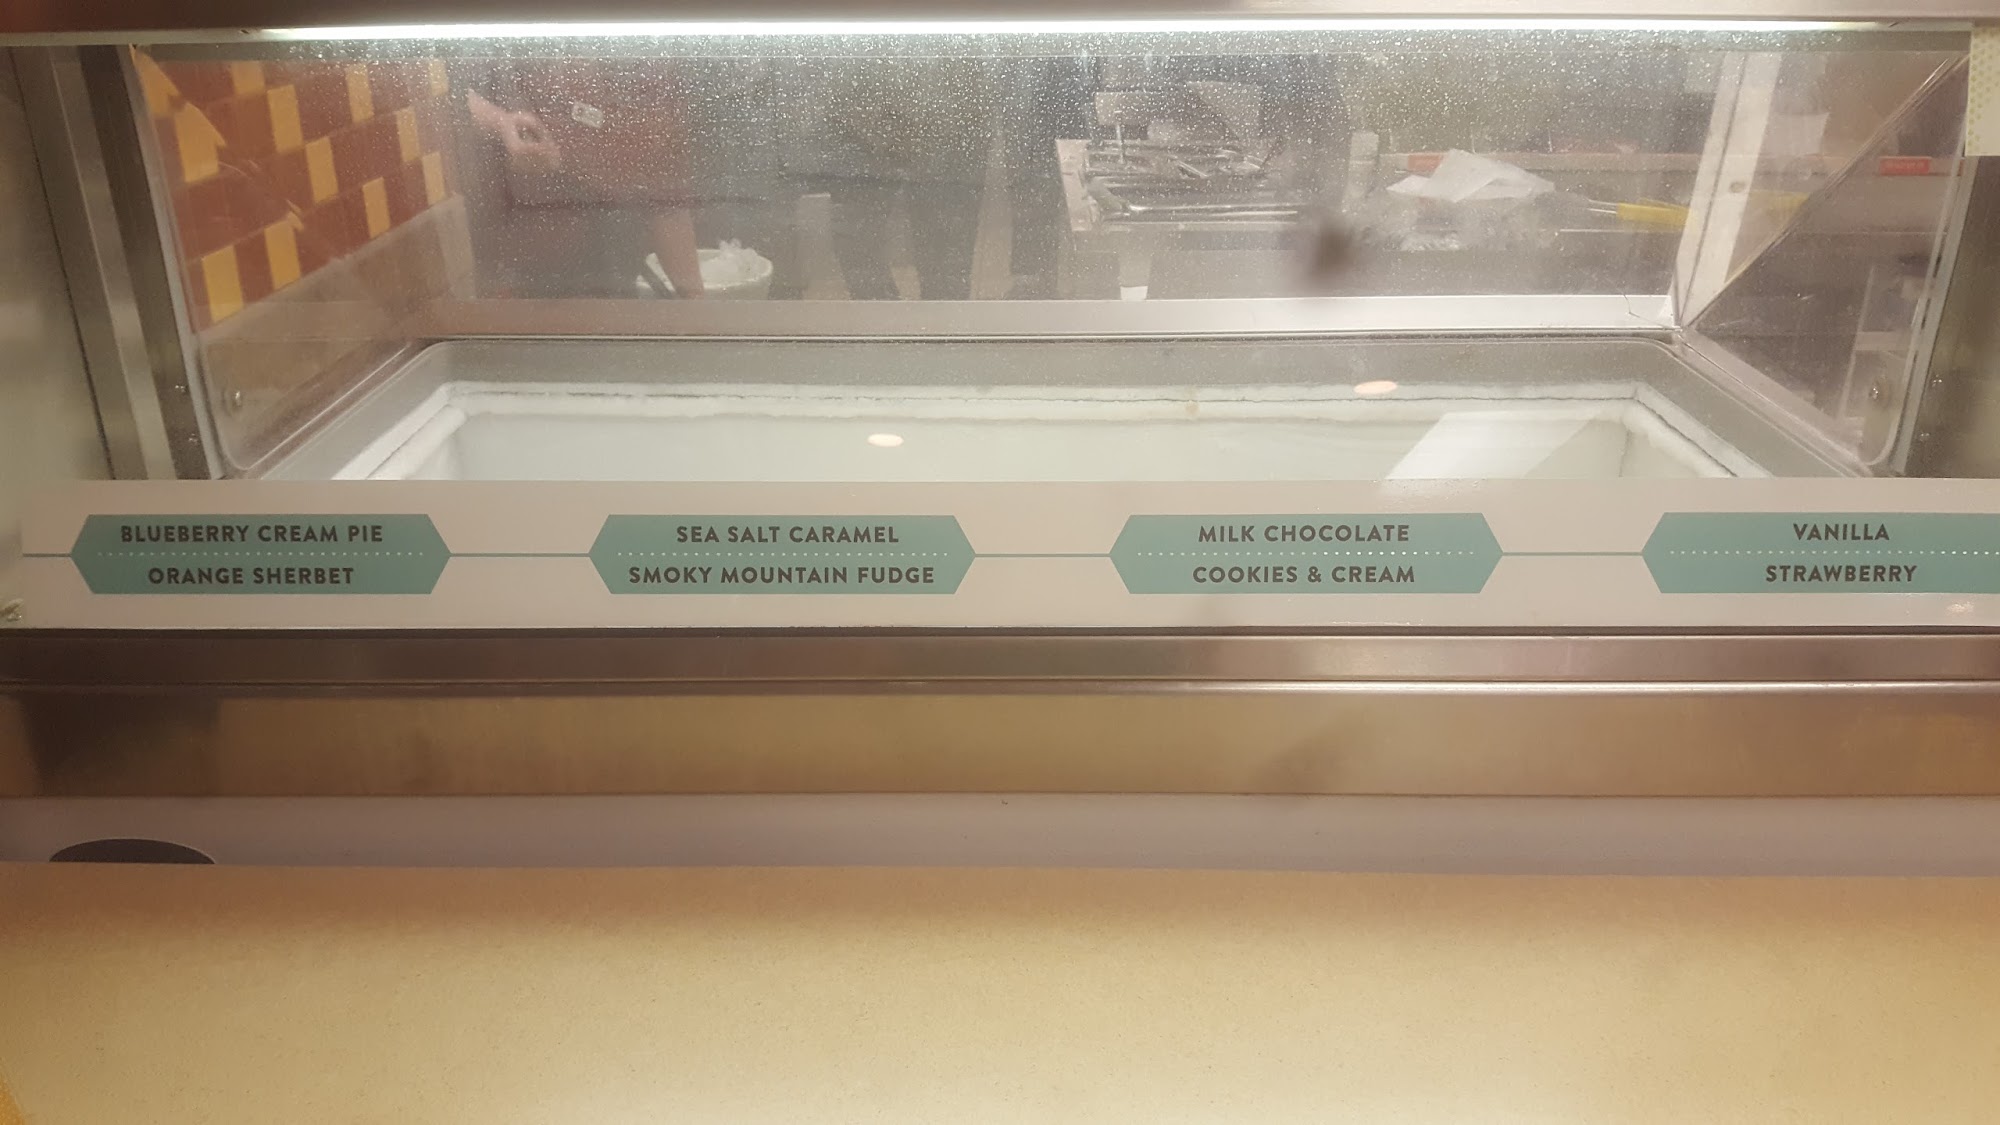 BLUEBERRY CREAM PIE
ORANGE SHERBET
SEA SALT CARAMEL
SMOKY MOUNTAIN FUDGE
MILK CHOCOLATE
COOKIES & CREAM
VANILLA
STRAWBERRY